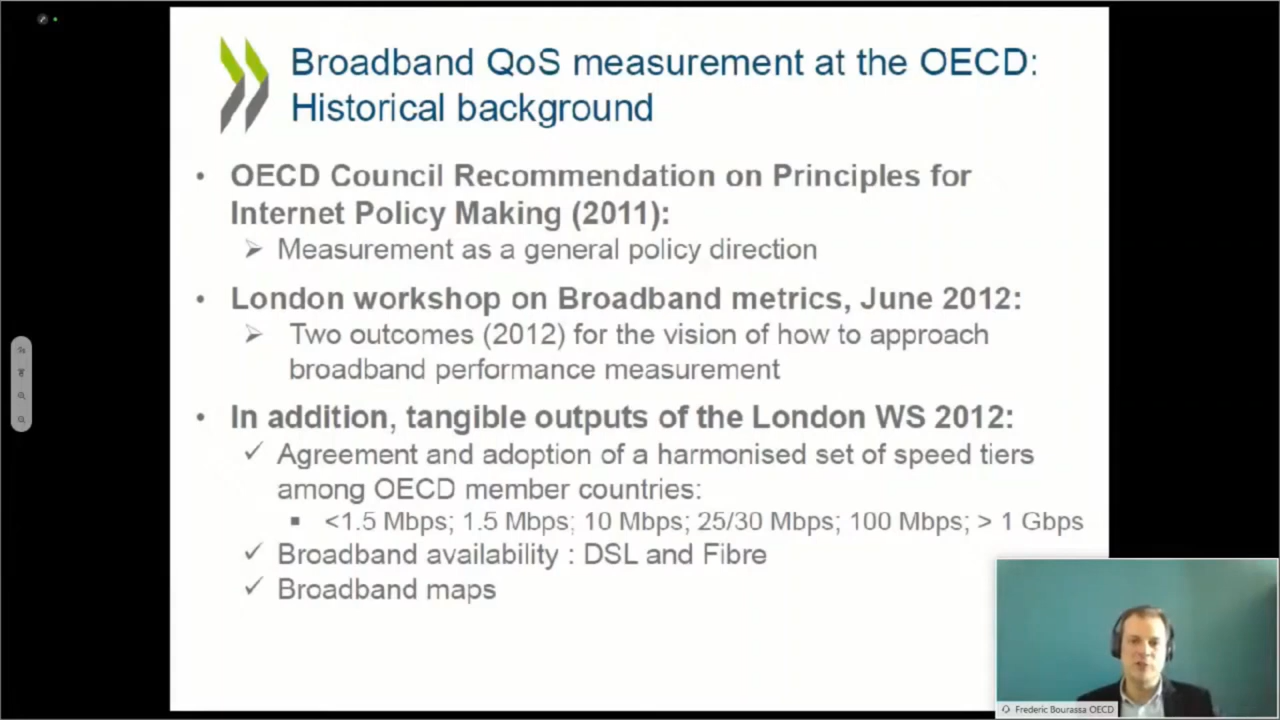 Broadband QoS measurement at the OECD:
Historical background
• OECD Council Recommendation on Principles for
Internet Policy Making (2011):
➢ Measurement as a general policy direction
• London workshop on Broadband metrics, June 2012:
➢ Two outcomes (2012) for the vision of how to approach
broadband performance measurement
• In addition, tangible outputs of the London WS 2012:
✓ Agreement and adoption of a harmonised set of speed tiers
among OECD member countries:
▪ <1.5 Mbps; 1.5 Mbps; 10 Mbps; 25/30 Mbps; 100 Mbps; > 1 Gbps
✓ Broadband availability : DSL and Fibre
✓ Broadband maps
Frederic Bourassa OECD